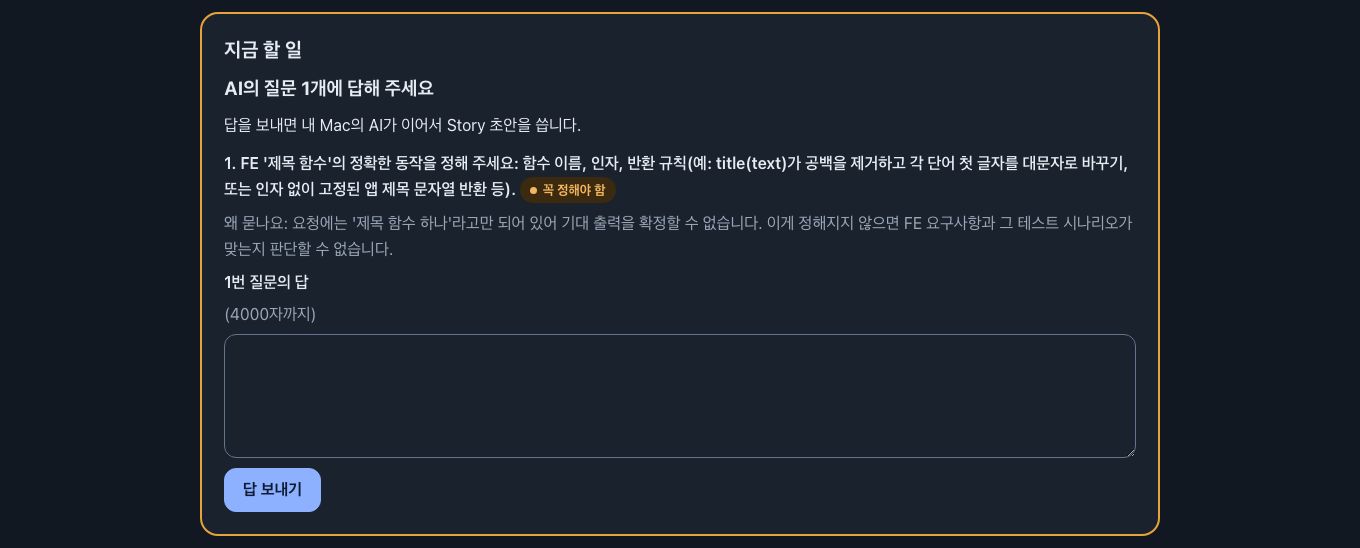 지금 할 일
AI의 질문 1개에 답해 주세요
답을 보내면 내 Mac의 AI가 이어서 Story 초안을 씁니다.
1. FE '제목 함수'의 정확한 동작을 정해 주세요: 함수 이름, 인자, 반환 규칙(예: title(text)가 공백을 제거하고 각 단어 첫 글자를 대문자로 바꾸기,
또는 인자 없이 고정된 앱 제목 문자열 반환 등). 꼭 정해야 함
왜 묻나요: 요청에는 '제목 함수 하나'라고만 되어 있어 기대 출력을 확정할 수 없습니다. 이게 정해지지 않으면 FE 요구사항과 그 테스트 시나리오가
맞는지 판단할 수 없습니다.
1번 질문의 답
(4000자까지)
답 보내기